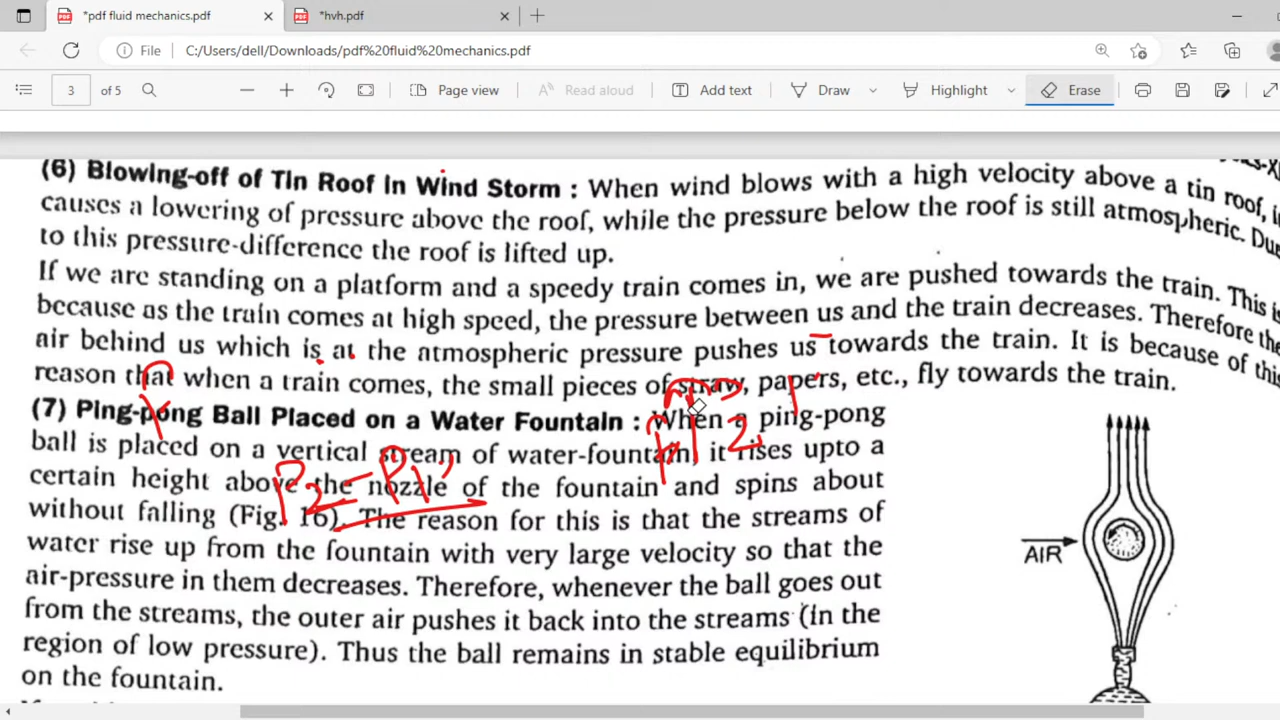 *pdf fluid mechanics.pdf
*hvh.pdf
File C:/Users/dell/Downloads/pdf%20fluid%20mechanics.pdf
3 of 5 Page view Read aloud Add text Draw Highlight Erase
(6) Blowing-off of Tin Roof in Wind Storm : When wind blows with a high velocity above a tin roof, it
causes a lowering of pressure above the roof, while the pressure below the roof is still atmospheric. Due
to this pressure-difference the roof is lifted up.
If we are standing on a platform and a speedy train comes in, we are pushed towards the train. This is
because as the train comes at high speed, the pressure between us and the train decreases. Therefore the
air behind us which is at the atmospheric pressure pushes us towards the train. It is because of this
reason that when a train comes, the small pieces of straw, papers, etc., fly towards the train.
(7) Ping-pong Ball Placed on a Water Fountain : When a ping-pong
ball is placed on a vertical stream of water-fountain, it rises upto a
certain height above the nozzle of the fountain and spins about
without falling (Fig. 16). The reason for this is that the streams of
water rise up from the fountain with very large velocity so that the
air-pressure in them decreases. Therefore, whenever the ball goes out
from the streams, the outer air pushes it back into the streams (in the
region of low pressure). Thus the ball remains in stable equilibrium
on the fountain.
AIR
P2 - P1